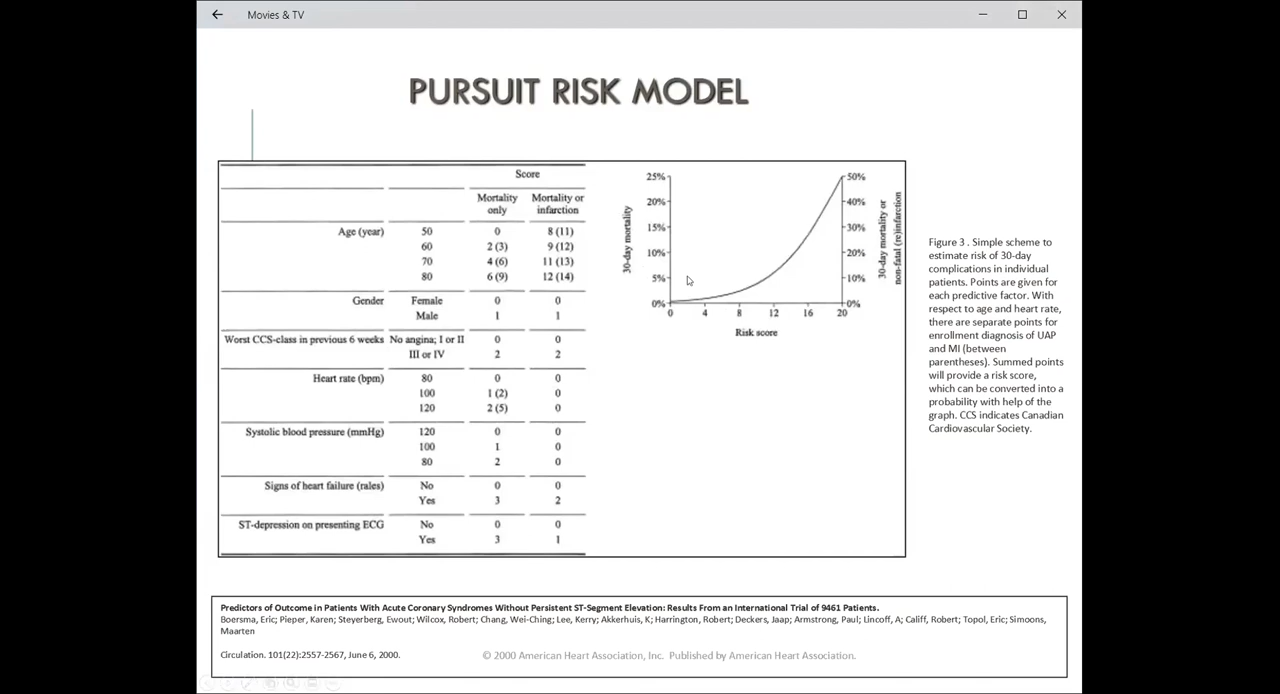 Movies & TV
PURSUIT RISK MODEL
Score
Mortality only Mortality or infarction
Age (year) 50 0 8 (11)
60 2 (3) 9 (12)
70 4 (6) 11 (13)
80 6 (9) 12 (14)
Gender Female 0 0
Male 1 1
Worst CCS-class in previous 6 weeks No angina; I or II 0 0
III or IV 2 2
Heart rate (bpm) 80 0 0
100 1 (2) 0
120 2 (5) 0
Systolic blood pressure (mmHg) 120 0 0
100 1 0
80 2 0
Signs of heart failure (rales) No 0 0
Yes 3 2
ST-depression on presenting ECG No 0 0
Yes 3 1
30-day mortality
25%
20%
15%
10%
5%
0%
50%
40%
30%
20%
10%
0%
30-day mortality or
non-fatal (re)infarction
0 4 8 12 16 20
Risk score
Figure 3 . Simple scheme to
estimate risk of 30-day
complications in individual
patients. Points are given for
each predictive factor. With
respect to age and heart rate,
there are separate points for
enrollment diagnosis of UAP
and MI (between
parentheses). Summed points
will provide a risk score,
which can be converted into a
probability with help of the
graph. CCS indicates Canadian
Cardiovascular Society.
Predictors of Outcome in Patients With Acute Coronary Syndromes Without Persistent ST-Segment Elevation: Results From an International Trial of 9461 Patients.
Boersma, Eric; Pieper, Karen; Steyerberg, Ewout; Wilcox, Robert; Chang, Wei-Ching; Lee, Kerry; Akkerhuis, K; Harrington, Robert; Deckers, Jaap; Armstrong, Paul; Lincoff, A; Califf, Robert; Topol, Eric; Simoons,
Maarten
Circulation. 101(22):2557-2567, June 6, 2000.
© 2000 American Heart Association, Inc. Published by American Heart Association.